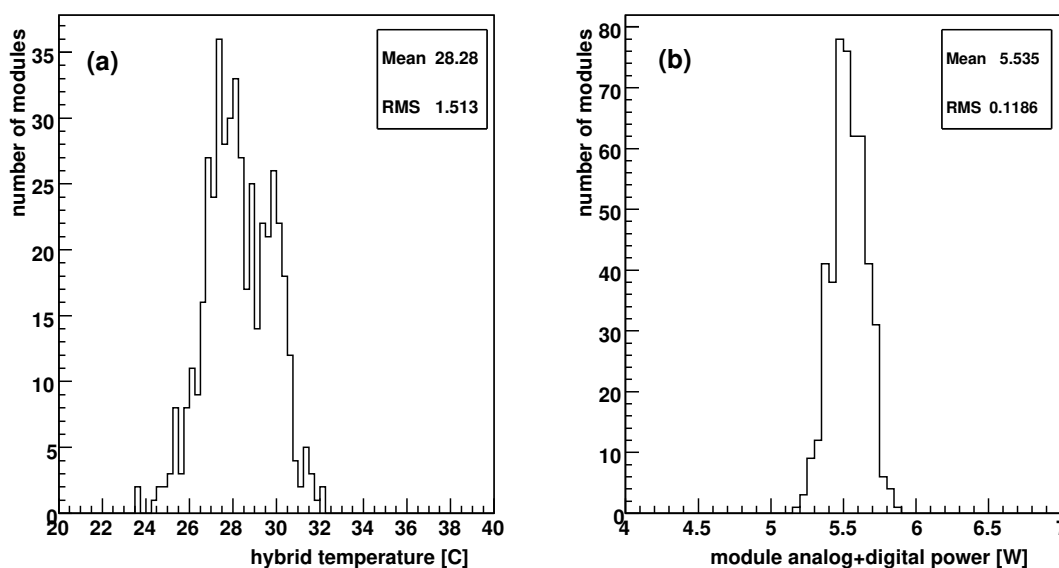 (a)
Mean 28.28
RMS 1.513
number of modules
35
30
25
20
15
10
5
0
20 22 24 26 28 30 32 34 36 38 40
hybrid temperature [C]
(b)
Mean 5.535
RMS 0.1186
number of modules
80
70
60
50
40
30
20
10
0
4 4.5 5 5.5 6 6.5 7
module analog+digital power [W]